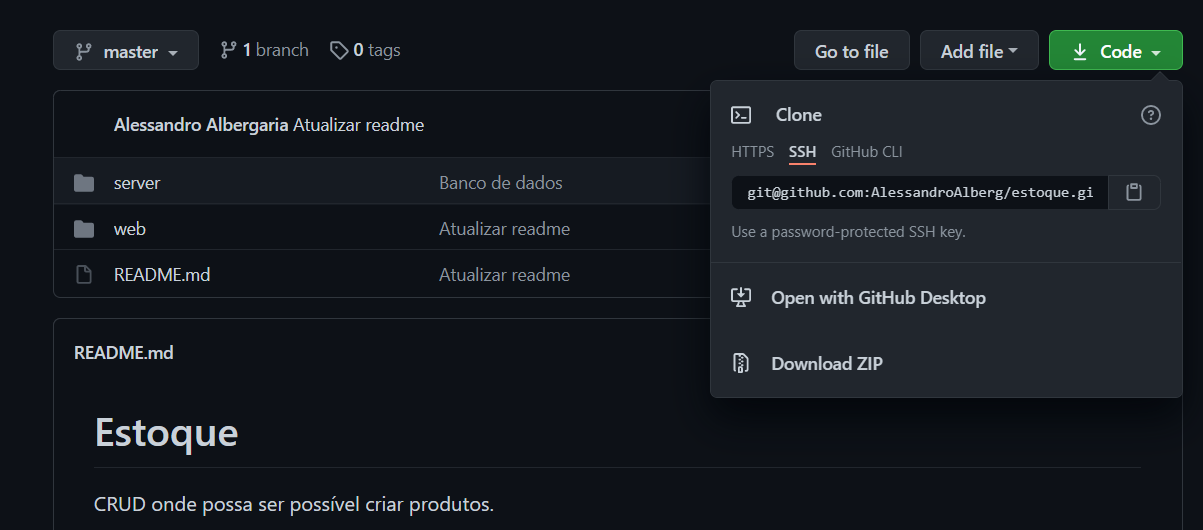 master 1 branch 0 tags Go to file Add file Code
Alessandro Albergaria Atualizar readme
server Banco de dados
web Atualizar readme
README.md Atualizar readme
Clone
HTTPS SSH GitHub CLI
git@github.com:AlessandroAlberg/estoque.gi
Use a password-protected SSH key.
Open with GitHub Desktop
Download ZIP
README.md
Estoque
CRUD onde possa ser possível criar produtos.